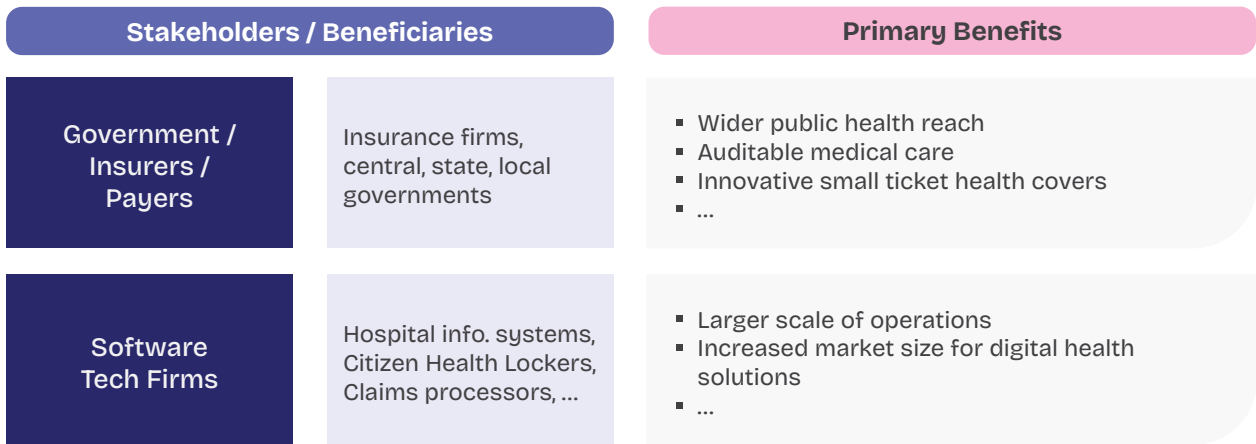 Stakeholders / Beneficiaries
Primary Benefits
Government /
Insurers /
Payers
Insurance firms,
central, state, local
governments
▪ Wider public health reach
▪ Auditable medical care
▪ Innovative small ticket health covers
▪ ...
Software
Tech Firms
Hospital info. systems,
Citizen Health Lockers,
Claims processors, ...
▪ Larger scale of operations
▪ Increased market size for digital health
solutions
▪ ...